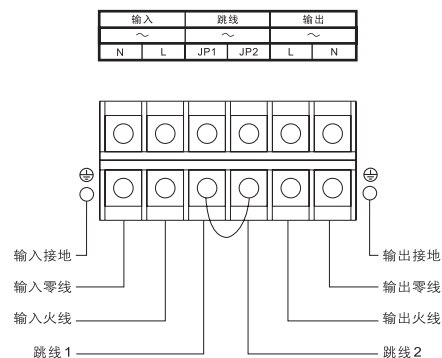 输入 跳线 输出
～ ～ ～
N L JP1 JP2 L N
输入接地 输出接地
输入零线 输出零线
输入火线 输出火线
跳线1 跳线2